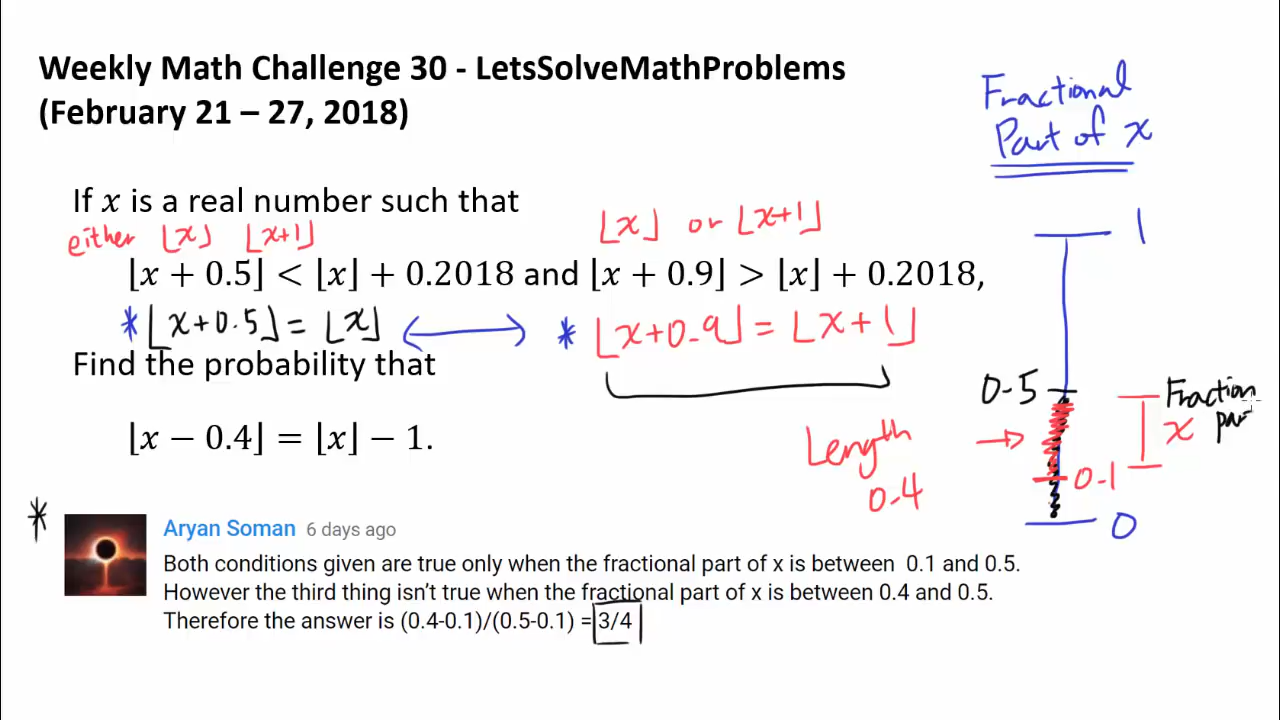 Weekly Math Challenge 30 - LetsSolveMathProblems
(February 21 – 27, 2018)
Fractional
Part of x
If x is a real number such that
either ⌊x⌋ ⌊x+1⌋
⌊x⌋ or ⌊x+1⌋
⌊x + 0.5⌋ < ⌊x⌋ + 0.2018 and ⌊x + 0.9⌋ > ⌊x⌋ + 0.2018,
*⌊x+0.5⌋ = ⌊x⌋
*⌊x+0.9⌋ = ⌊x+1⌋
Find the probability that
⌊x − 0.4⌋ = ⌊x⌋ − 1.
Length
0.4
1
0.5
0.1
0
Fraction
par
x
*
Aryan Soman 6 days ago
Both conditions given are true only when the fractional part of x is between 0.1 and 0.5.
However the third thing isn't true when the fractional part of x is between 0.4 and 0.5.
Therefore the answer is (0.4-0.1)/(0.5-0.1) = 3/4